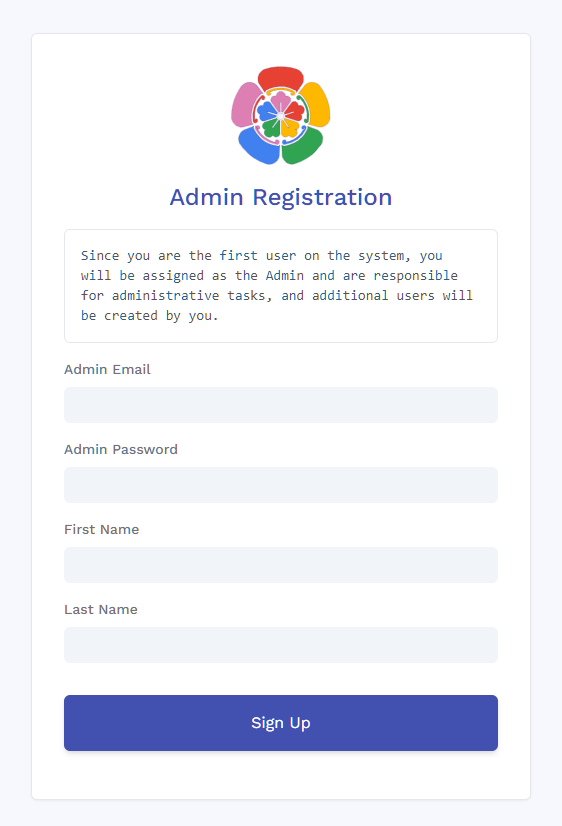 Admin Registration
Since you are the first user on the system, you
will be assigned as the Admin and are responsible
for administrative tasks, and additional users will
be created by you.
Admin Email
Admin Password
First Name
Last Name
Sign Up